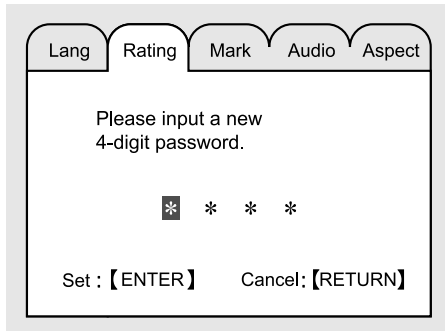 Lang Rating Mark Audio Aspect
Please input a new
4-digit password.
* * * *
Set :【ENTER】 Cancel:【RETURN】